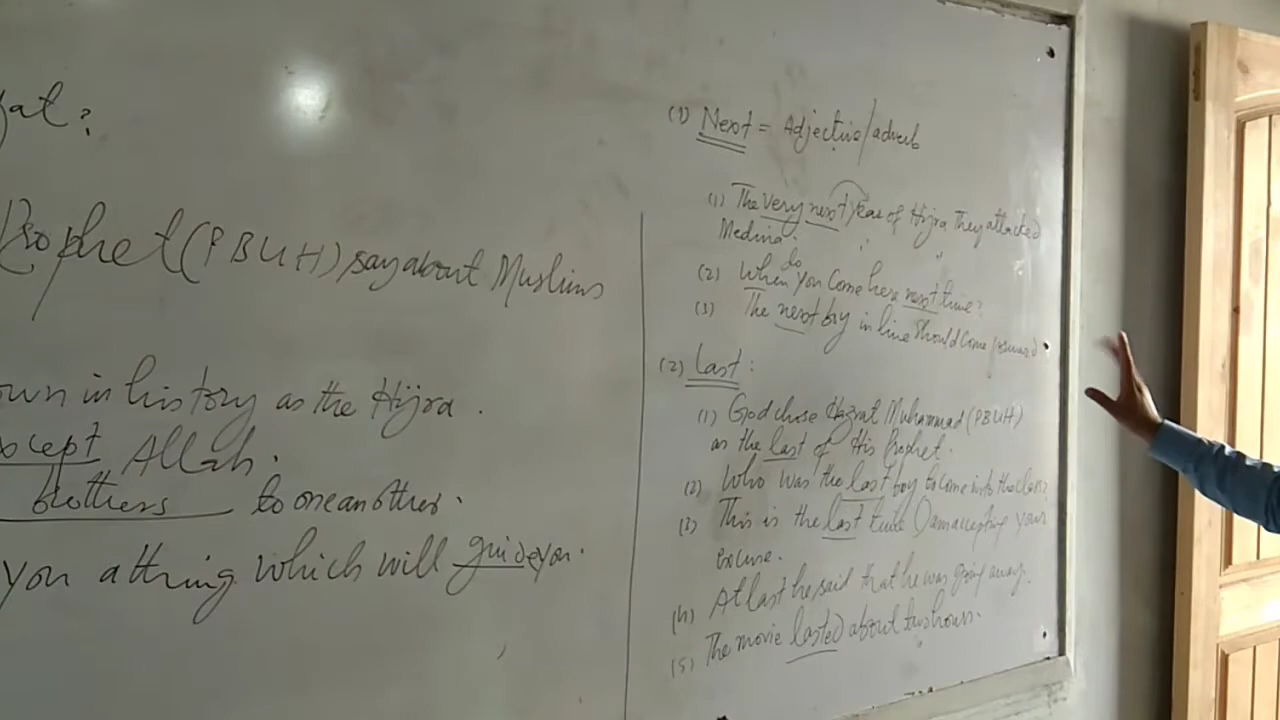 at?
Prophet (PBUH) say about Muslims
own in history as the Hijra.
xcept Allah.
brothers to one another.
you a thing which will guide you.
(1) Next = Adjective/adverb
(1) The very next year of Hijra They attacked
Medina.
(2) When do you come here next time?
(3) The next boy in line should come forward
(2) Last:
(1) God chose Hazrat Muhammad (PBUH)
as the last of His Prophet.
(2) Who was the last boy to come into the class?
(3) This is the last time I am accepting your
excuse.
(4) At last he said that he was going away.
(5) The movie lasted about two hours.